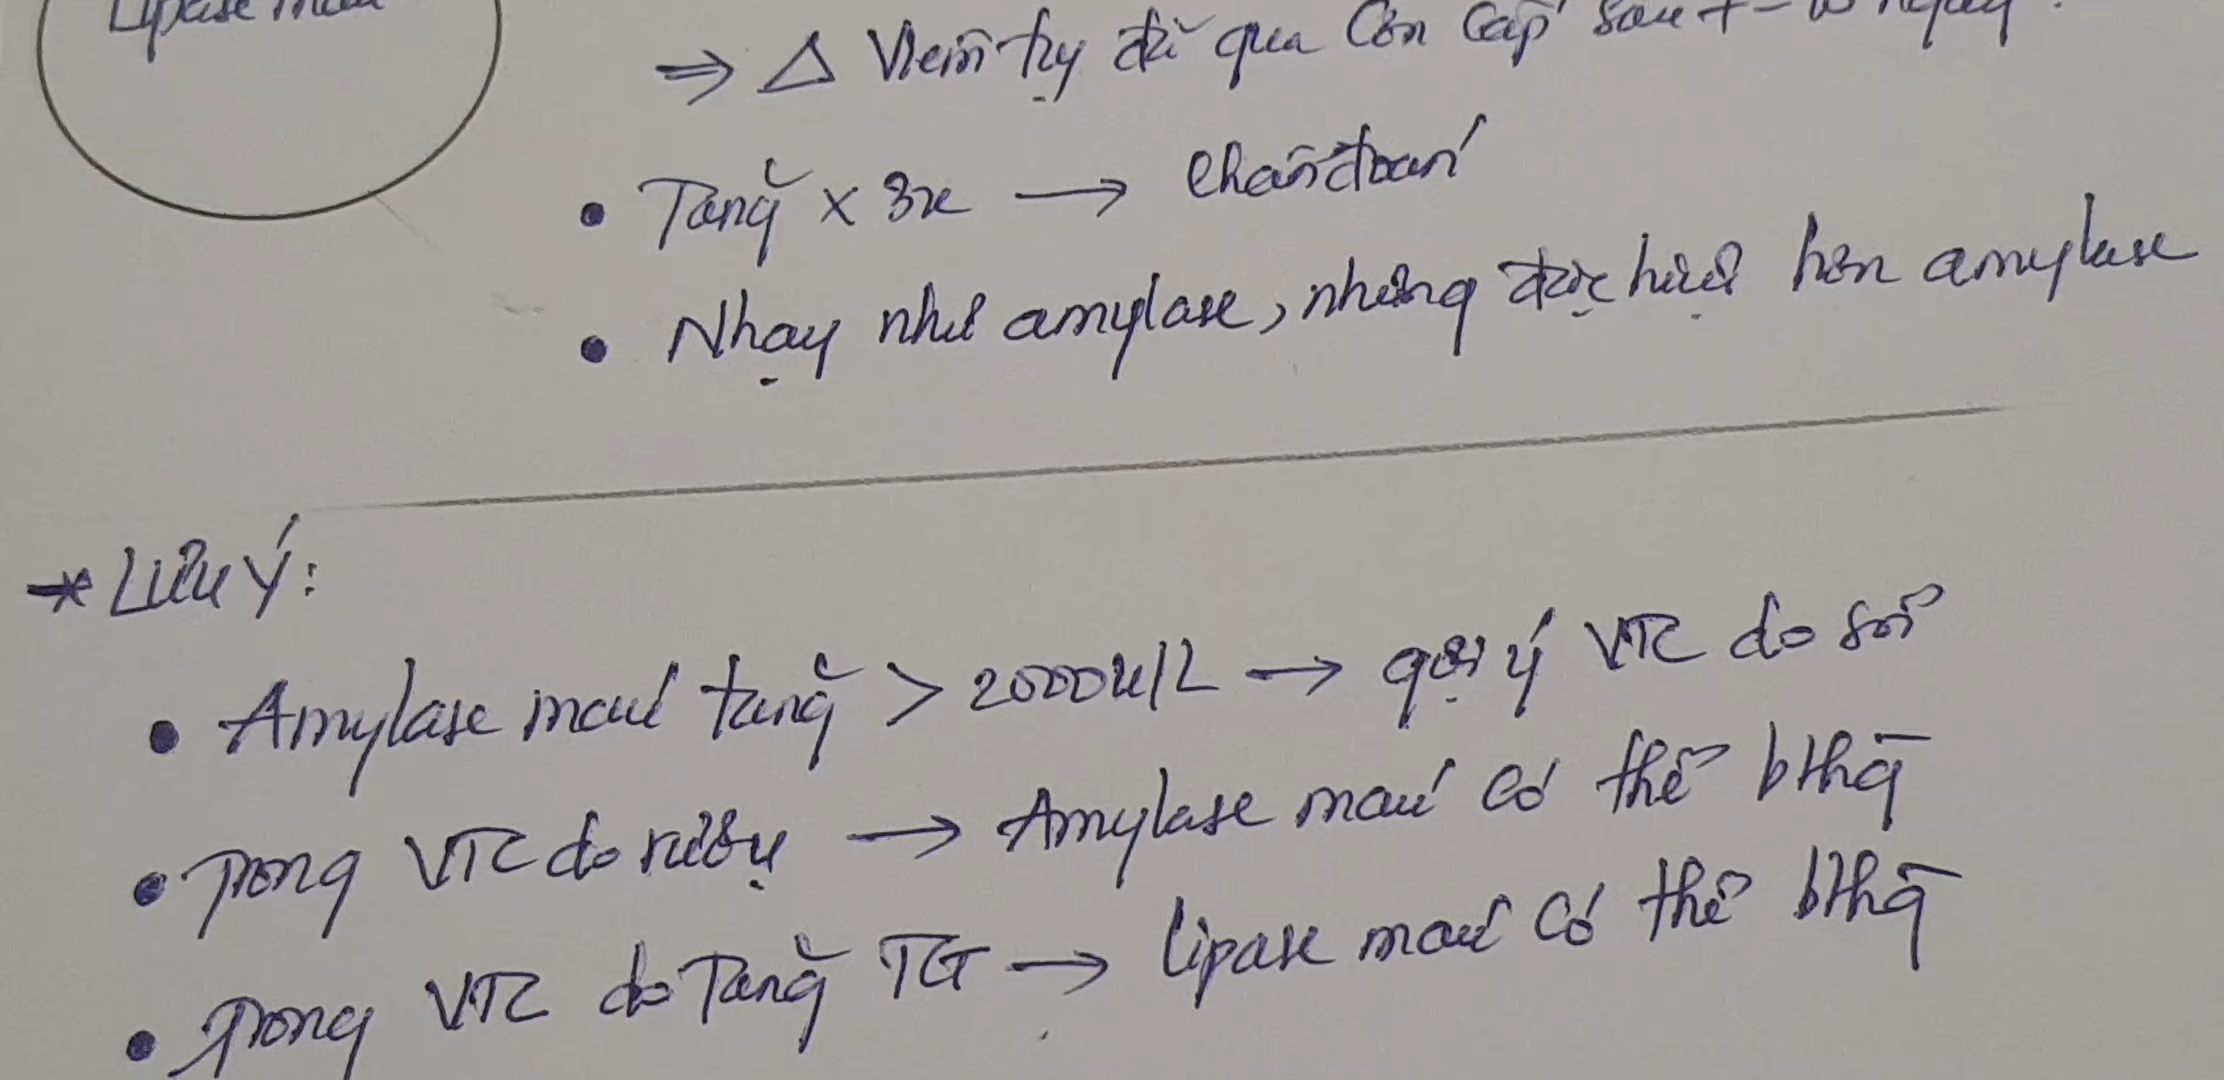 Lipase máu
⇒ Δ Viêm tụy đã qua cơn cấp sau 7 - 10 ngày.
• Tăng x 3x → Chẩn đoán
• Nhạy như amylase, nhưng đặc hiệu hơn amylase
* Lưu ý:
• Amylase máu tăng > 2000u/L → gợi ý VTC do sỏi
• Trong VTC do rượu → Amylase máu có thể bthg
• Trong VTC do Tăng TG → Lipase máu có thể bthg